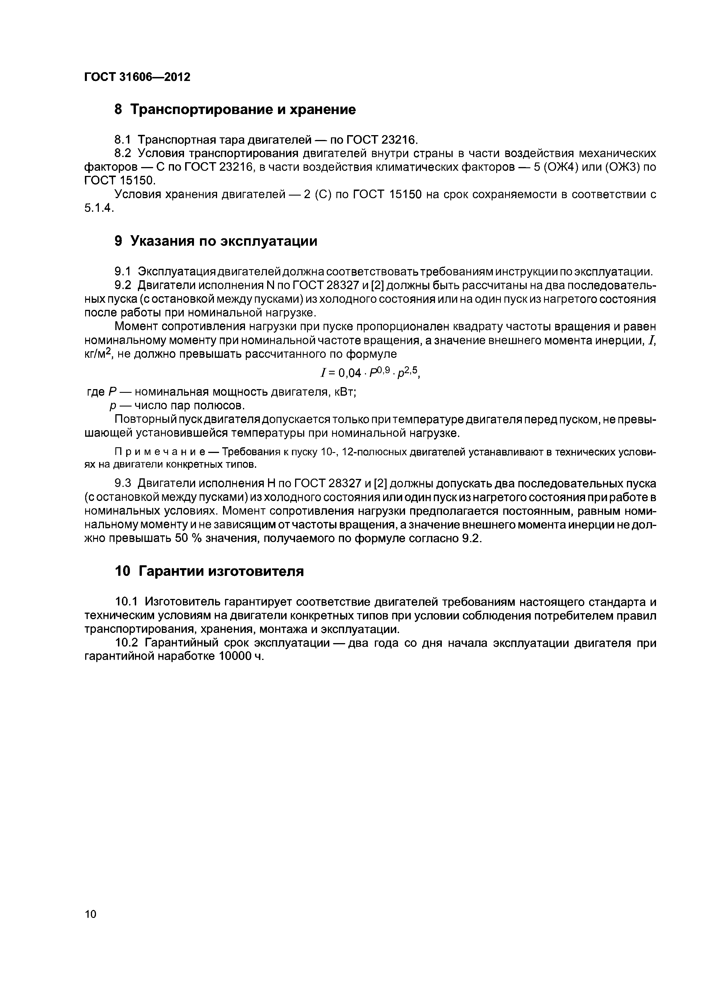 ГОСТ 31606—2012
8 Транспортирование и хранение
8.1 Транспортная тара двигателей — по ГОСТ 23216.
8.2 Условия транспортирования двигателей внутри страны в части воздействия механических
факторов — С по ГОСТ 23216, в части воздействия климатических факторов — 5 (ОЖ4) или (ОЖ3) по
ГОСТ 15150.
Условия хранения двигателей — 2 (С) по ГОСТ 15150 на срок сохраняемости в соответствии с
5.1.4.
9 Указания по эксплуатации
9.1 Эксплуатация двигателей должна соответствовать требованиям инструкции по эксплуатации.
9.2 Двигатели исполнения N по ГОСТ 28327 и [2] должны быть рассчитаны на два последователь-
ных пуска (с остановкой между пусками) из холодного состояния или на один пуск из нагретого состояния
после работы при номинальной нагрузке.
Момент сопротивления нагрузки при пуске пропорционален квадрату частоты вращения и равен
номинальному моменту при номинальной частоте вращения, а значение внешнего момента инерции, I,
кг/м², не должно превышать рассчитанного по формуле
I = 0,04 · P^0,9 · p^2,5,
где P — номинальная мощность двигателя, кВт;
p — число пар полюсов.
Повторный пуск двигателя допускается только при температуре двигателя перед пуском, не превы-
шающей установившейся температуры при номинальной нагрузке.
П р и м е ч а н и е — Требования к пуску 10-, 12-полюсных двигателей устанавливают в технических услови-
ях на двигатели конкретных типов.
9.3 Двигатели исполнения Н по ГОСТ 28327 и [2] должны допускать два последовательных пуска
(с остановкой между пусками) из холодного состояния или один пуск из нагретого состояния при работе в
номинальных условиях. Момент сопротивления нагрузки предполагается постоянным, равным номи-
нальному моменту и не зависящим от частоты вращения, а значение внешнего момента инерции не дол-
жно превышать 50 % значения, получаемого по формуле согласно 9.2.
10 Гарантии изготовителя
10.1 Изготовитель гарантирует соответствие двигателей требованиям настоящего стандарта и
техническим условиям на двигатели конкретных типов при условии соблюдения потребителем правил
транспортирования, хранения, монтажа и эксплуатации.
10.2 Гарантийный срок эксплуатации — два года со дня начала эксплуатации двигателя при
гарантийной наработке 10000 ч.
10